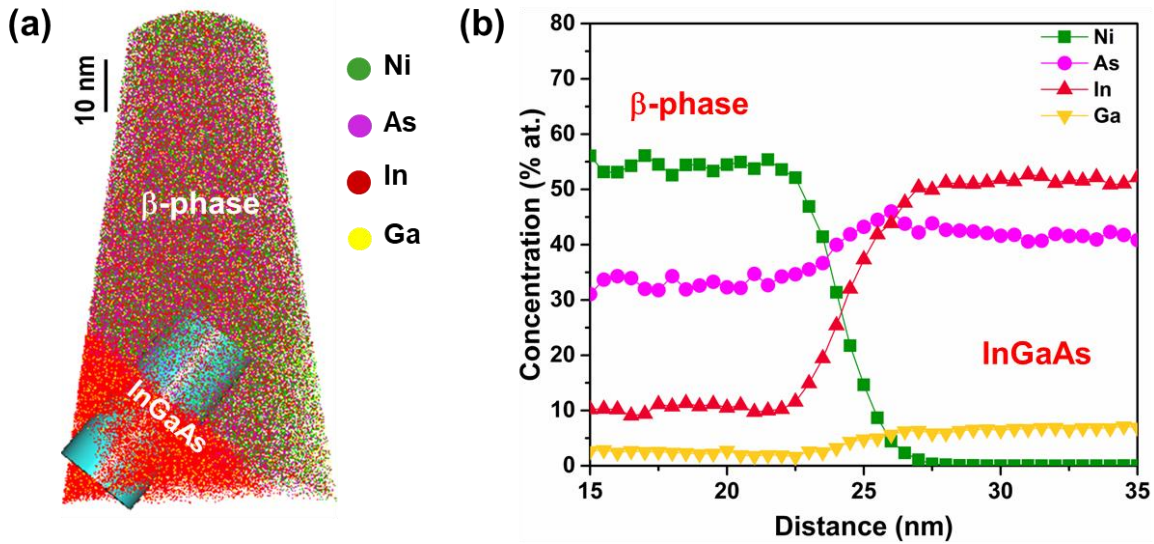 (a)
10 nm
Ni
As
In
Ga
β-phase
InGaAs
(b)
80
70
60
50
40
30
20
10
0
Concentration (% at.)
β-phase
Ni
As
In
Ga
InGaAs
15
20
25
30
35
Distance (nm)